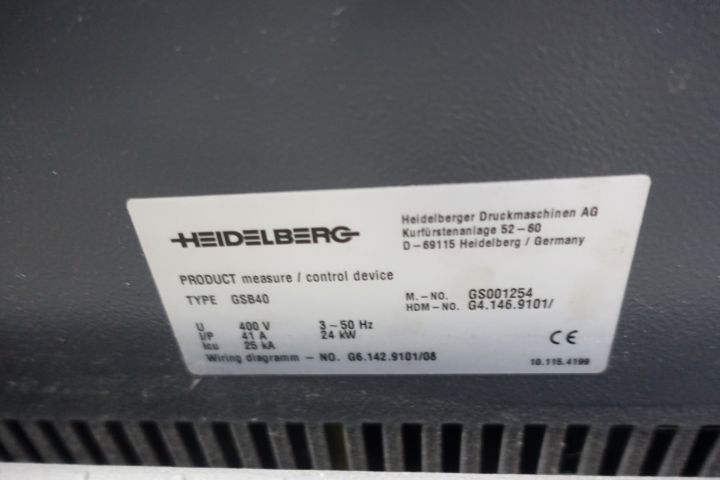 HEIDELBERG
Heidelberger Druckmaschinen AG
Kurfürstenanlage 52-60
D-69115 Heidelberg / Germany
PRODUCT measure / control device
TYPE GSB40
M.-NO. GS001254
HDM-NO. G4.146.9101/
U 400 V 3-50 Hz
I/P 41 A 24 kW
Icu 25 kA
CE
Wiring diagramm - NO. G6.142.9101/08
10.115.4199